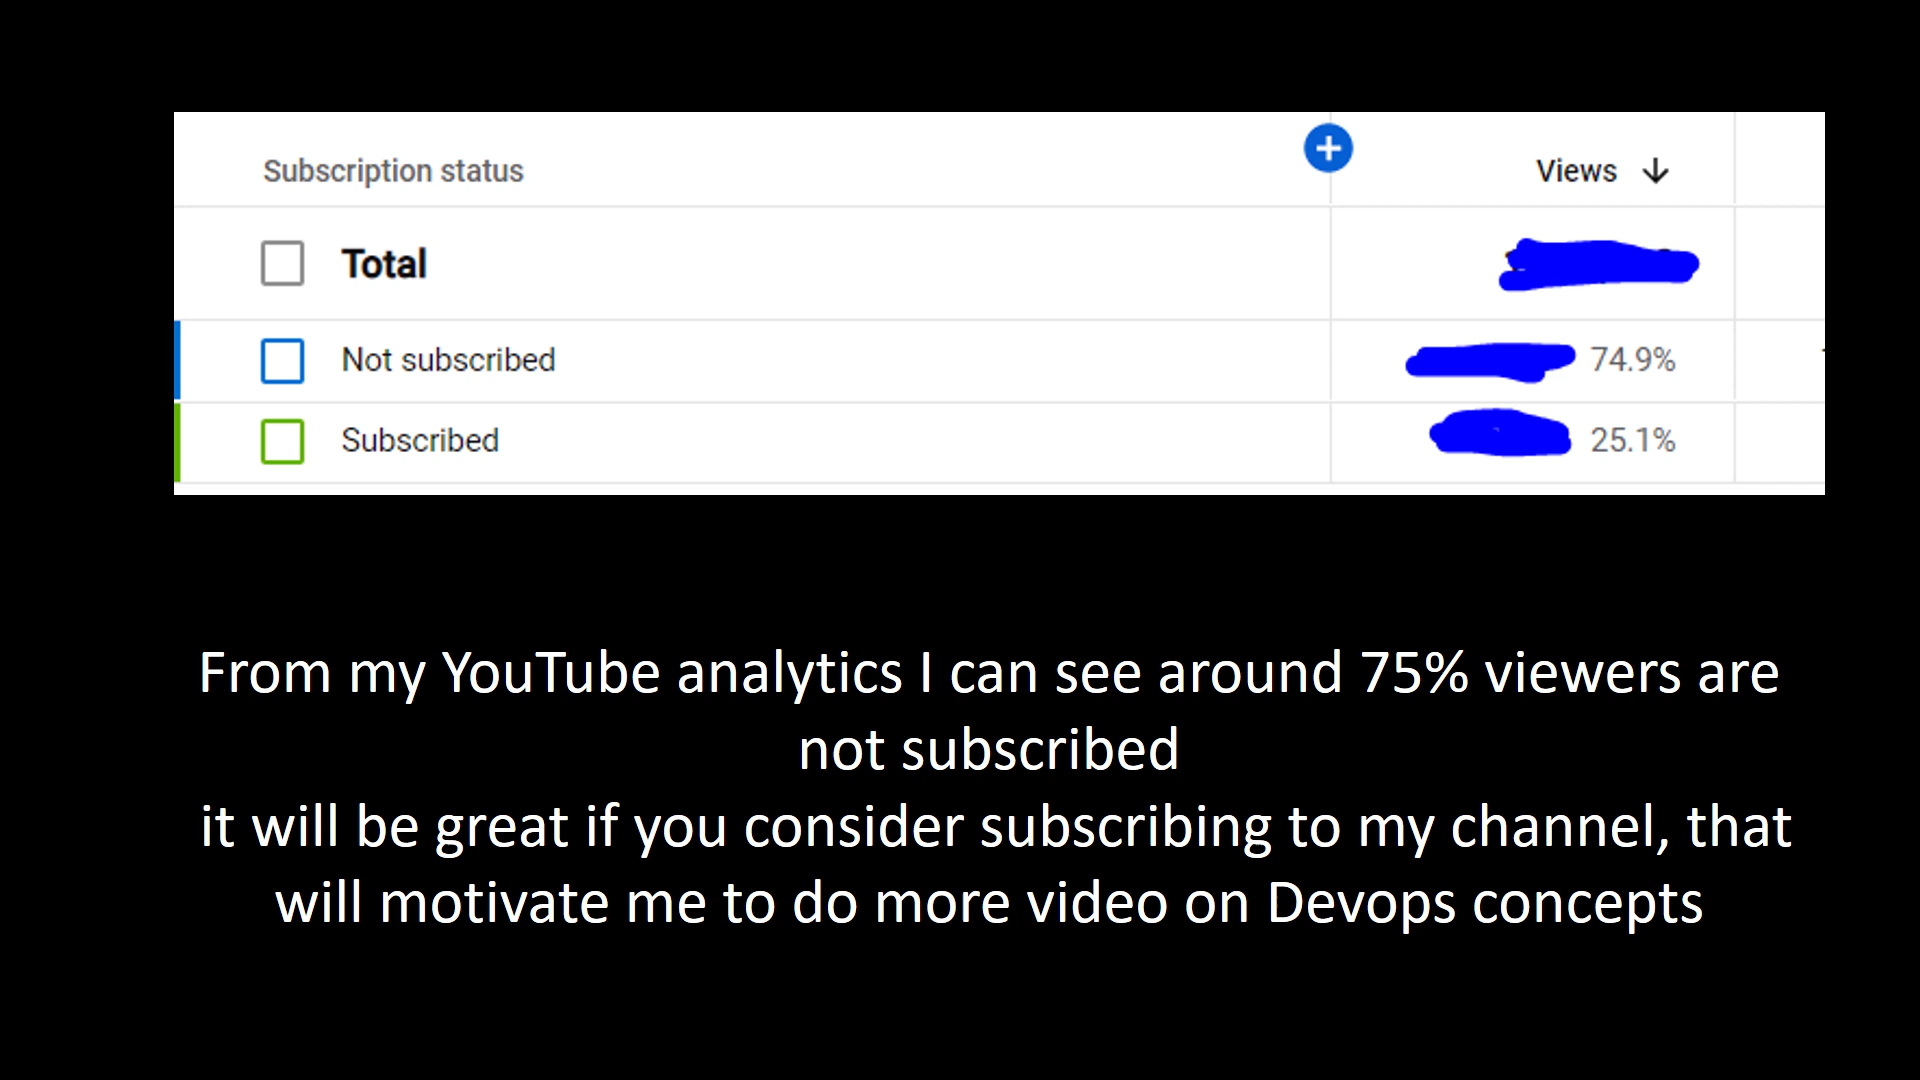 Subscription status Views
Total
Not subscribed 74.9%
Subscribed 25.1%
From my YouTube analytics I can see around 75% viewers are
not subscribed
it will be great if you consider subscribing to my channel, that
will motivate me to do more video on Devops concepts